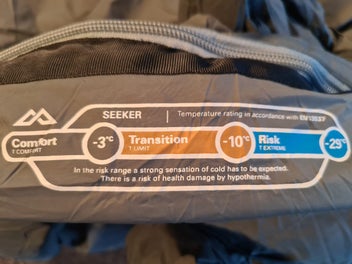 SEEKER | Temperature rating in accordance with EN13537
Comfort -3°C Transition -10°C Risk -29°C
T COMFORT T LIMIT T EXTREME
In the risk range a strong sensation of cold has to be expected.
There is a risk of health damage by hypothermia.